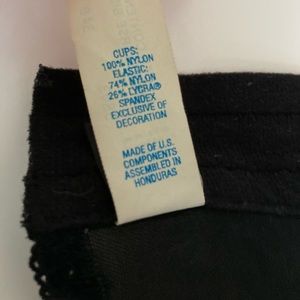 CUPS:
100% NYLON
ELASTIC:
74% NYLON
26% LYCRA®
SPANDEX
EXCLUSIVE OF
DECORATION
MADE OF U.S.
COMPONENTS
ASSEMBLED IN
HONDURAS